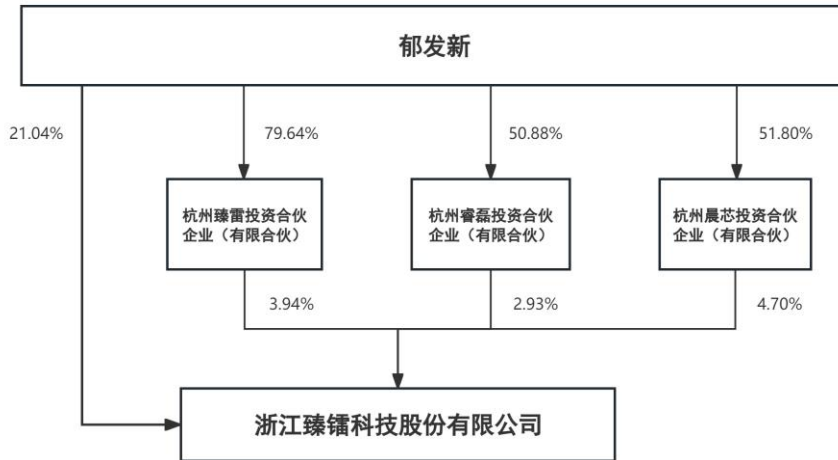 郁发新
21.04%
79.64%
50.88%
51.80%
杭州臻雷投资合伙
企业（有限合伙）
杭州睿磊投资合伙
企业（有限合伙）
杭州晨芯投资合伙
企业（有限合伙）
3.94%
2.93%
4.70%
浙江臻镭科技股份有限公司